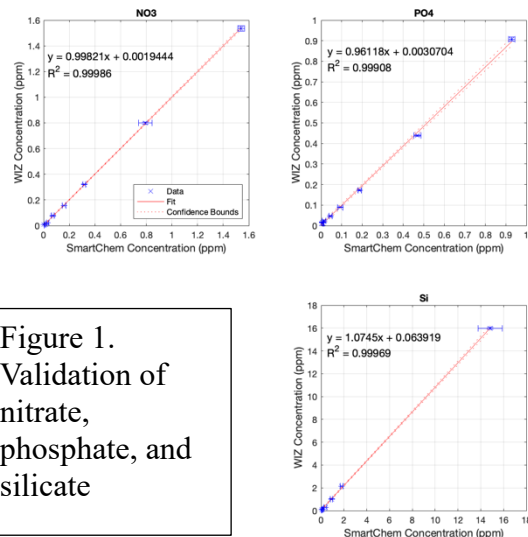 NO3
y = 0.99821x + 0.0019444
R² = 0.99986
WIZ Concentration (ppm)
1.6
1.4
1.2
1
0.8
0.6
0.4
0.2
0
Data
Fit
Confidence Bounds
0 0.2 0.4 0.6 0.8 1 1.2 1.4 1.6
SmartChem Concentration (ppm)
PO4
y = 0.96118x + 0.0030704
R² = 0.99908
WIZ Concentration (ppm)
1
0.9
0.8
0.7
0.6
0.5
0.4
0.3
0.2
0.1
0
0 0.1 0.2 0.3 0.4 0.5 0.6 0.7 0.8 0.9 1
SmartChem Concentration (ppm)
Figure 1.
Validation of
nitrate,
phosphate, and
silicate
Si
y = 1.0745x + 0.063919
R² = 0.99969
WIZ Concentration (ppm)
18
16
14
12
10
8
6
4
2
0
0 2 4 6 8 10 12 14 16 18
SmartChem Concentration (ppm)